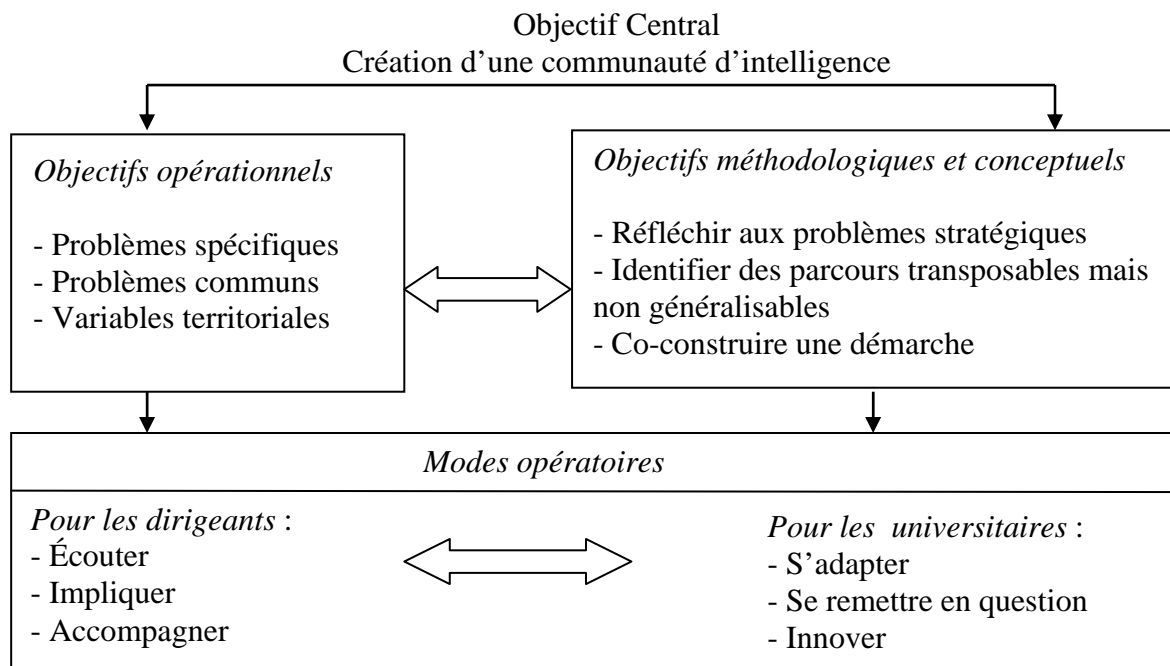 Objectif Central
Création d’une communauté d’intelligence
Objectifs opérationnels
- Problèmes spécifiques
- Problèmes communs
- Variables territoriales
Objectifs méthodologiques et conceptuels
- Réfléchir aux problèmes stratégiques
- Identifier des parcours transposables mais
non généralisables
- Co-construire une démarche
Modes opératoires
Pour les dirigeants :
- Écouter
- Impliquer
- Accompagner
Pour les universitaires :
- S’adapter
- Se remettre en question
- Innover